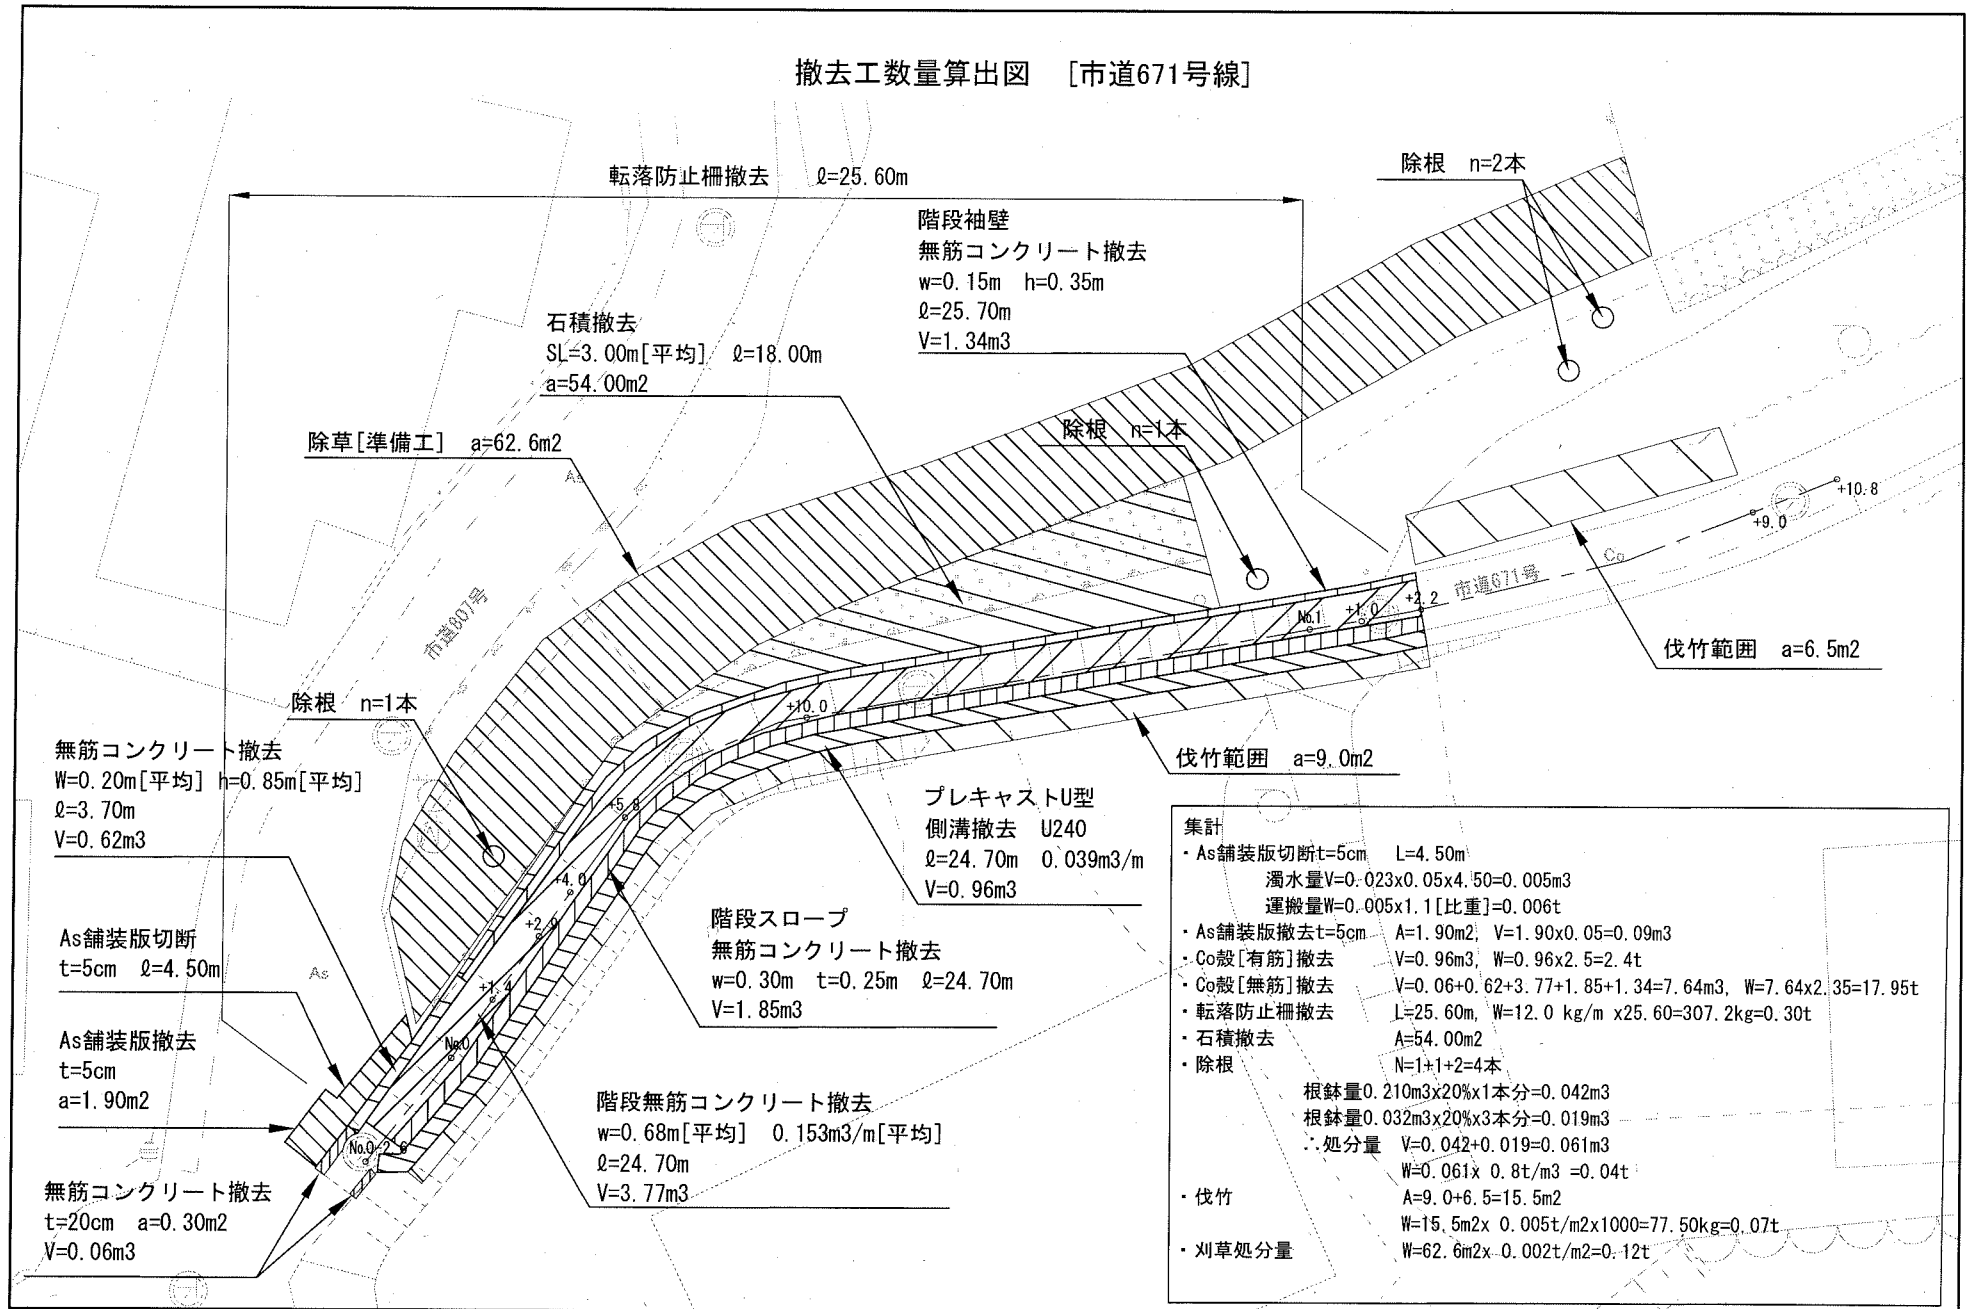 撤去工数量算出図 [市道671号線]
転落防止柵撤去 ℓ=25.60m
除根 n=2本
階段袖壁
無筋コンクリート撤去
w=0.15m h=0.35m
ℓ=25.70m
V=1.34m3
石積撤去
SL=3.00m[平均] ℓ=18.00m
a=54.00m2
除草[準備工] a=62.6m2
除根 n=1本
As
+10.8
+9.0
Co
市道671号
+2.2
+1.0
No.1
伐竹範囲 a=6.5m2
市道807号
除根 n=1本
+10.0
伐竹範囲 a=9.0m2
無筋コンクリート撤去
W=0.20m[平均] h=0.85m[平均]
ℓ=3.70m
V=0.62m3
+5.8
プレキャストU型
側溝撤去 U240
ℓ=24.70m 0.039m3/m
V=0.96m3
+4.0
+2.9
階段スロープ
無筋コンクリート撤去
w=0.30m t=0.25m ℓ=24.70m
V=1.85m3
As舗装版切断
t=5cm ℓ=4.50m
As
+1.4
No.0
As舗装版撤去
t=5cm
a=1.90m2
階段無筋コンクリート撤去
w=0.68m[平均] 0.153m3/m[平均]
ℓ=24.70m
V=3.77m3
No.0-2.6
無筋コンクリート撤去
t=20cm a=0.30m2
V=0.06m3
集計
・As舗装版切断t=5cm L=4.50m
濁水量V=0.023x0.05x4.50=0.005m3
運搬量W=0.005x1.1[比重]=0.006t
・As舗装版撤去t=5cm A=1.90m2, V=1.90x0.05=0.09m3
・Co殻[有筋]撤去 V=0.96m3, W=0.96x2.5=2.4t
・Co殻[無筋]撤去 V=0.06+0.62+3.77+1.85+1.34=7.64m3, W=7.64x2.35=17.95t
・転落防止柵撤去 L=25.60m, W=12.0 kg/m x25.60=307.2kg=0.30t
・石積撤去 A=54.00m2
・除根 N=1+1+2=4本
根鉢量0.210m3x20%x1本分=0.042m3
根鉢量0.032m3x20%x3本分=0.019m3
∴処分量 V=0.042+0.019=0.061m3
W=0.061x 0.8t/m3 =0.04t
・伐竹 A=9.0+6.5=15.5m2
W=15.5m2x 0.005t/m2x1000=77.50kg=0.07t
・刈草処分量 W=62.6m2x 0.002t/m2=0.12t